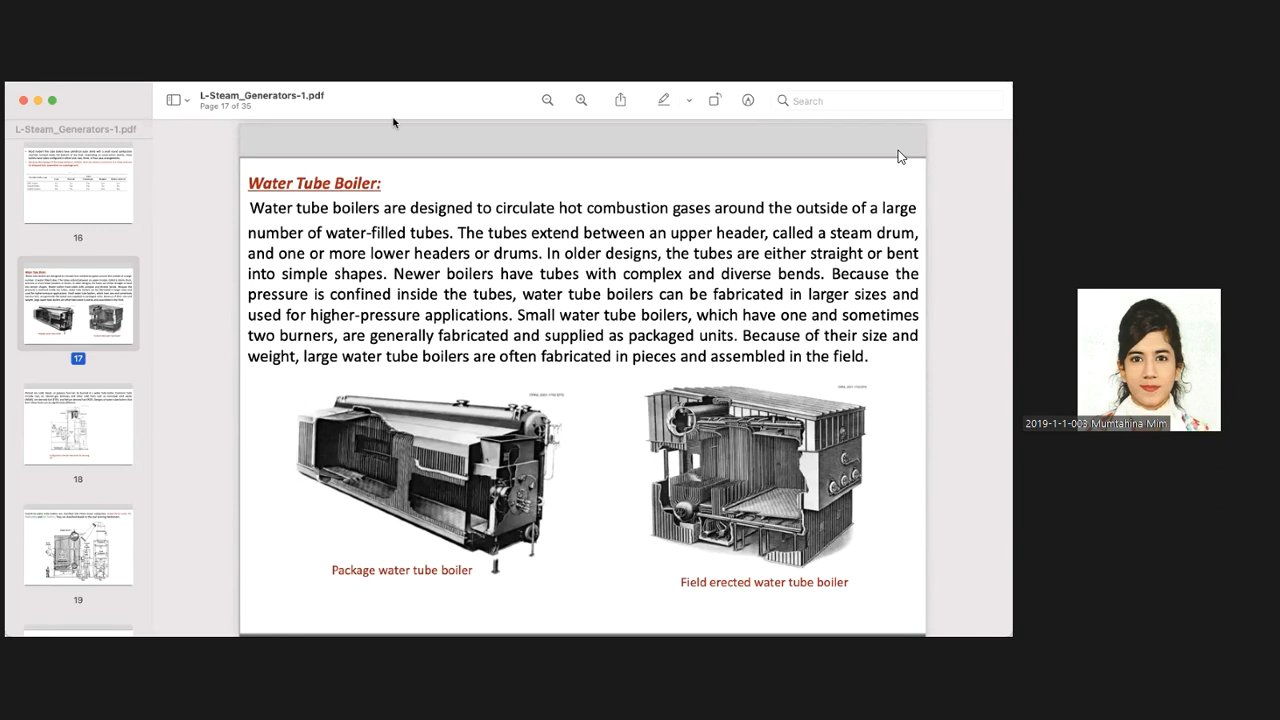 L-Steam_Generators-1.pdf
Page 17 of 35
Search
L-Steam_Generators-1.pdf
16
17
18
19
Water Tube Boiler:
Water tube boilers are designed to circulate hot combustion gases around the outside of a large
number of water-filled tubes. The tubes extend between an upper header, called a steam drum,
and one or more lower headers or drums. In older designs, the tubes are either straight or bent
into simple shapes. Newer boilers have tubes with complex and diverse bends. Because the
pressure is confined inside the tubes, water tube boilers can be fabricated in larger sizes and
used for higher-pressure applications. Small water tube boilers, which have one and sometimes
two burners, are generally fabricated and supplied as packaged units. Because of their size and
weight, large water tube boilers are often fabricated in pieces and assembled in the field.
Package water tube boiler
Field erected water tube boiler
2019-1-1-003 Mumtahina Mim